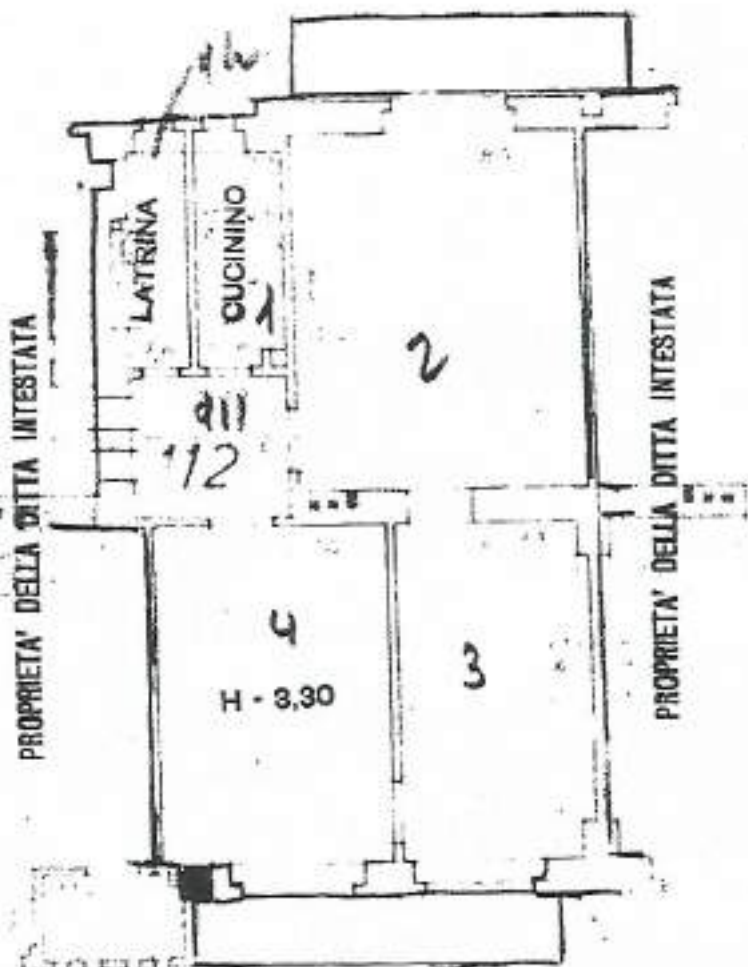 LATRINA
CUCININO
1
2
112
4
H - 3,30
3
PROPRIETA' DELLA DITTA INTESTATA
PROPRIETA' DELLA DITTA INTESTATA